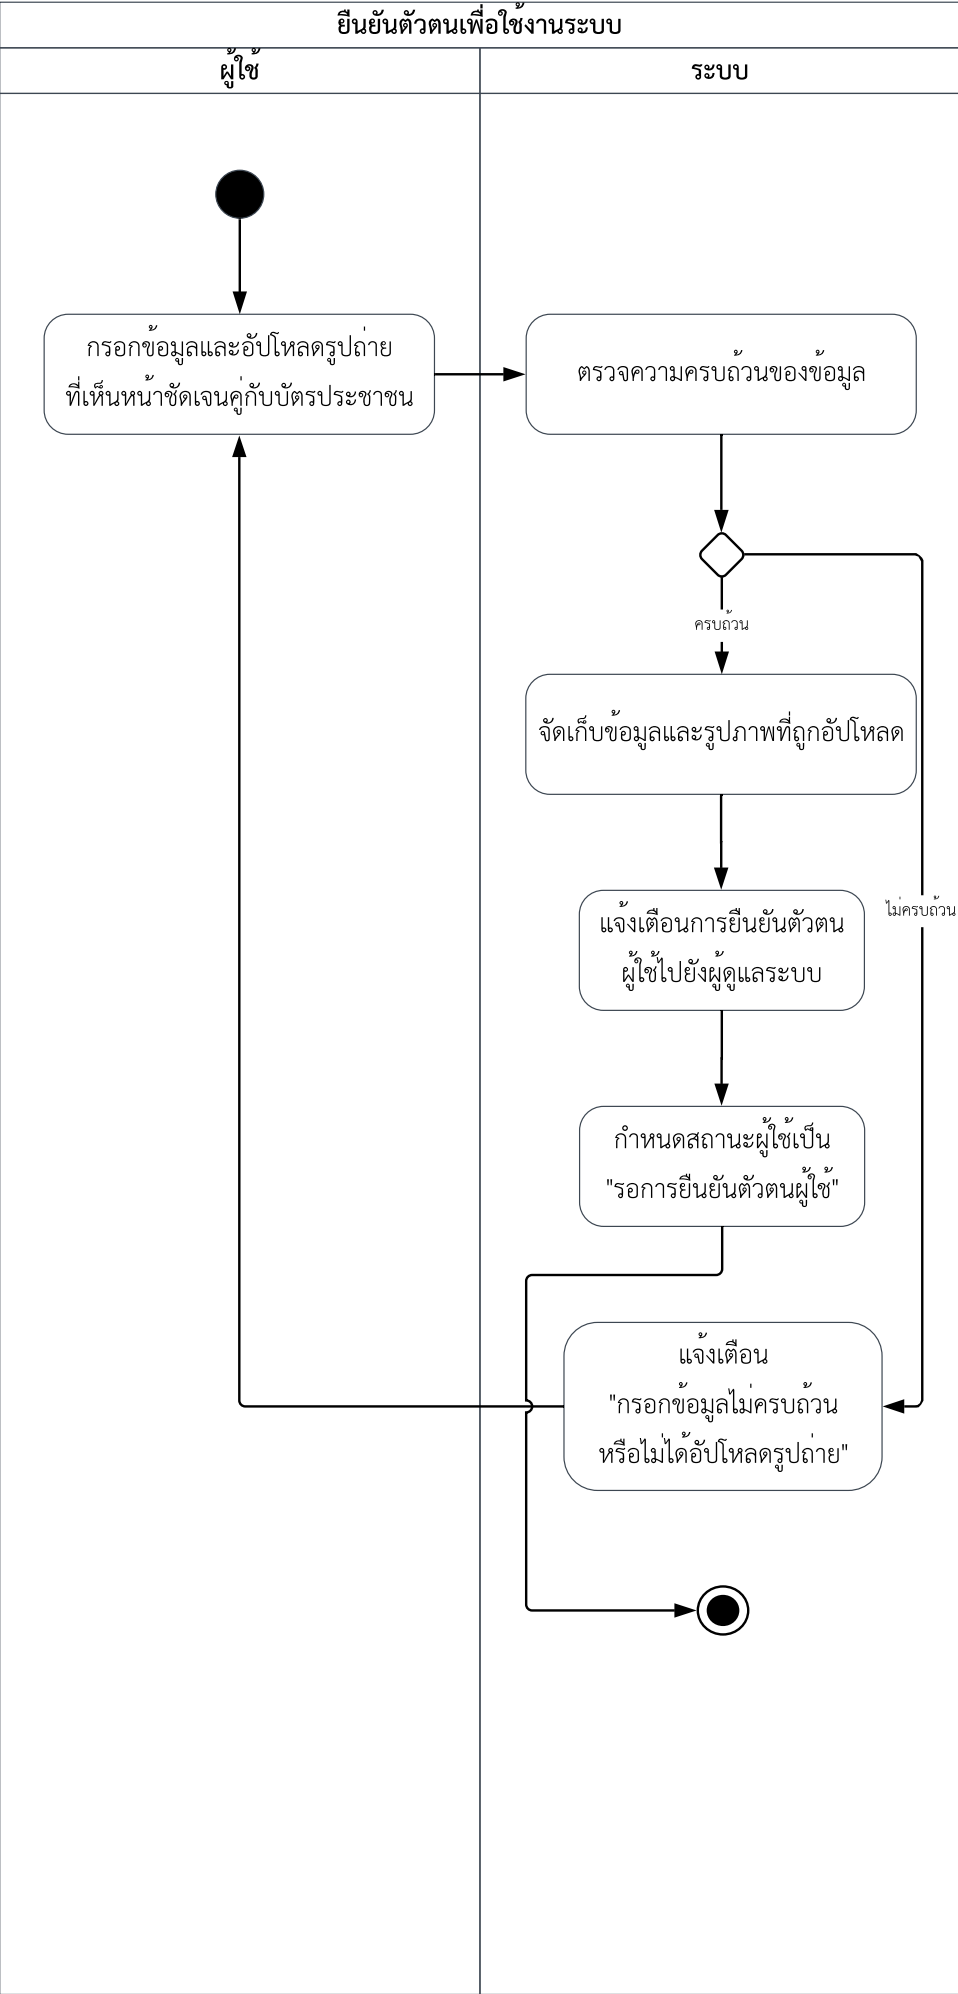 ยืนยันตัวตนเพื่อใช้งานระบบ
ผู้ใช้
ระบบ
กรอกข้อมูลและอัปโหลดรูปถ่าย
ที่เห็นหน้าชัดเจนคู่กับบัตรประชาชน
ตรวจความครบถ้วนของข้อมูล
ครบถ้วน
จัดเก็บข้อมูลและรูปภาพที่ถูกอัปโหลด
แจ้งเตือนการยืนยันตัวตน
ผู้ใช้ไปยังผู้ดูแลระบบ
ไม่ครบถ้วน
กำหนดสถานะผู้ใช้เป็น
"รอการยืนยันตัวตนผู้ใช้"
แจ้งเตือน
"กรอกข้อมูลไม่ครบถ้วน
หรือไม่ได้อัปโหลดรูปถ่าย"